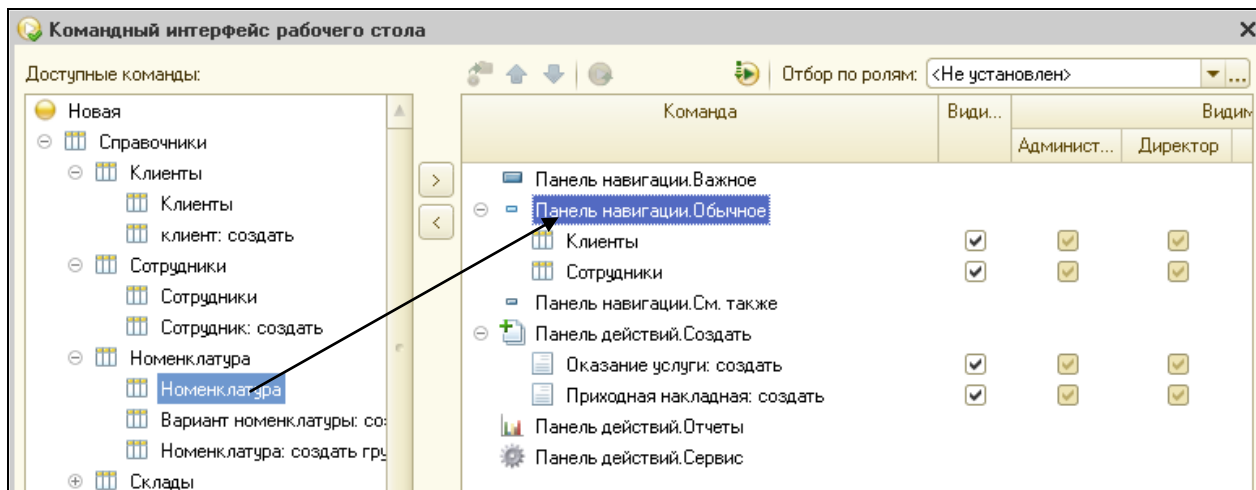 Командный интерфейс рабочего стола
Доступные команды:
Отбор по ролям: <Не установлен>
Новая
Справочники
Клиенты
Клиенты
клиент: создать
Сотрудники
Сотрудники
Сотрудник: создать
Номенклатура
Номенклатура
Вариант номенклатуры: со
Номенклатура: создать гру
Склады
Команда
Види...
Видим
Админист...
Директор
Панель навигации.Важное
Панель навигации.Обычное
Клиенты
Сотрудники
Панель навигации.См. также
Панель действий.Создать
Оказание услуги: создать
Приходная накладная: создать
Панель действий.Отчеты
Панель действий.Сервис